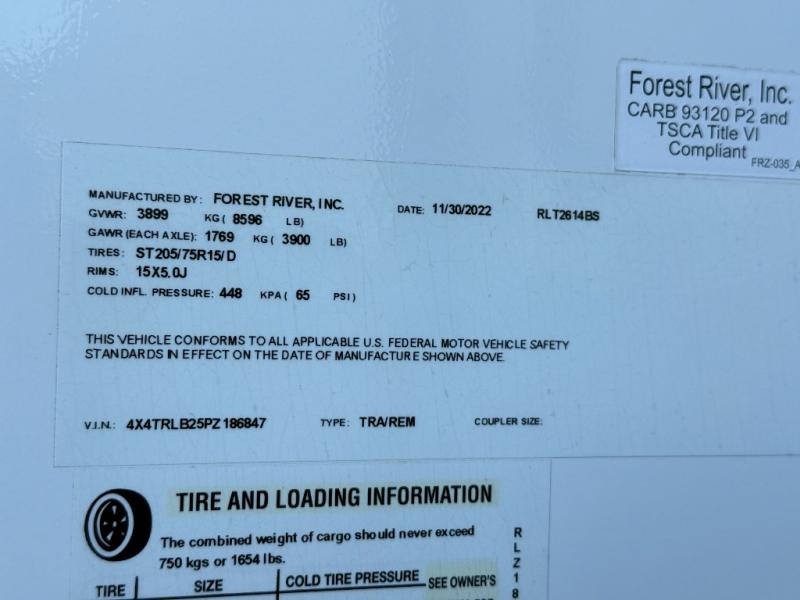 Forest River, Inc.
CARB 93120 P2 and
TSCA Title VI
Compliant FRZ-035_A
MANUFACTURED BY: FOREST RIVER, INC. DATE: 11/30/2022 RLT2614BS
GVWR: 3899 KG ( 8596 LB)
GAWR (EACH AXLE): 1769 KG ( 3900 LB)
TIRES: ST205/75R15/D
RIMS: 15X5.0J
COLD INFL. PRESSURE: 448 KPA ( 65 PSI )
THIS VEHICLE CONFORMS TO ALL APPLICABLE U.S. FEDERAL MOTOR VEHICLE SAFETY
STANDARDS IN EFFECT ON THE DATE OF MANUFACTURE SHOWN ABOVE.
V.I.N.: 4X4TRLB25PZ186847 TYPE: TRA/REM COUPLER SIZE:
TIRE AND LOADING INFORMATION
The combined weight of cargo should never exceed
750 kgs or 1654 lbs.
TIRE SIZE COLD TIRE PRESSURE SEE OWNER'S
RLZ18